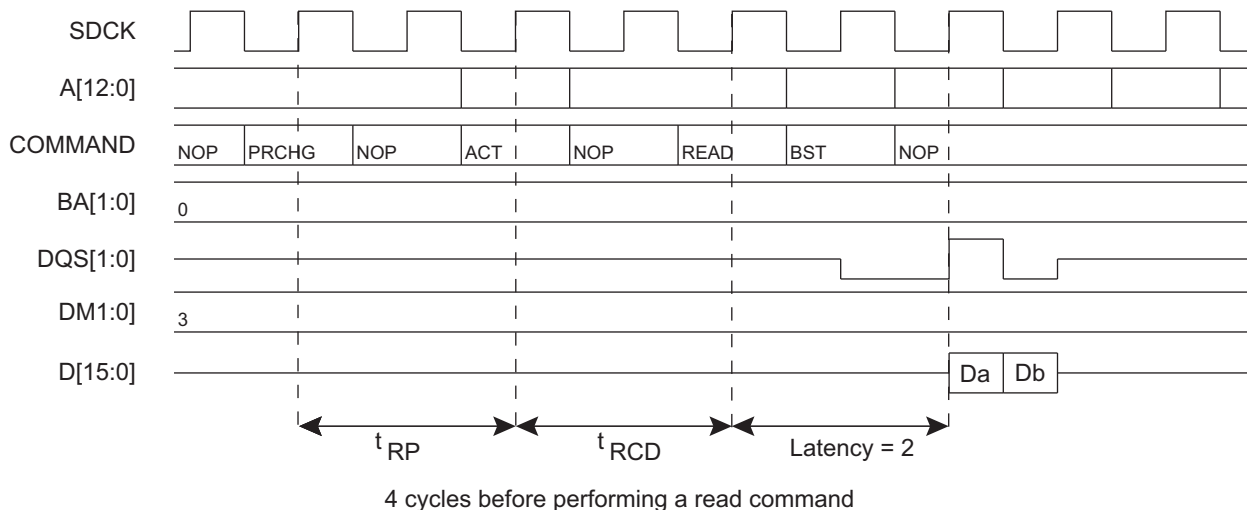 SDCK
A[12:0]
COMMAND NOP PRCHG NOP ACT NOP READ BST NOP
BA[1:0] 0
DQS[1:0]
DM1:0] 3
D[15:0] Da Db
t RP t RCD Latency = 2
4 cycles before performing a read command